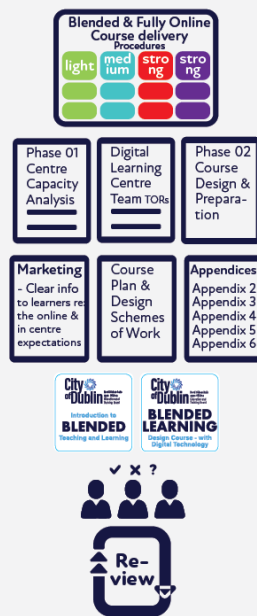 Blended & Fully Online
Course delivery
Procedures
light
med
ium
stro
ng
stro
ng
Phase 01
Centre
Capacity
Analysis
Digital
Learning
Centre
Team TORs
Phase 02
Course
Design &
Prepara-
tion
Marketing
- Clear info
to learners re:
the online &
in centre
expectations
Course
Plan &
Design
Schemes
of Work
Appendices
Appendix 2
Appendix 3
Appendix 4
Appendix 5
Appendix 6
City
of Dublin
Introduction to
BLENDED
Teaching and Learning
City
of Dublin
BLENDED
LEARNING
Design Course - with
Digital Technology
✓ x ?
Re-
view